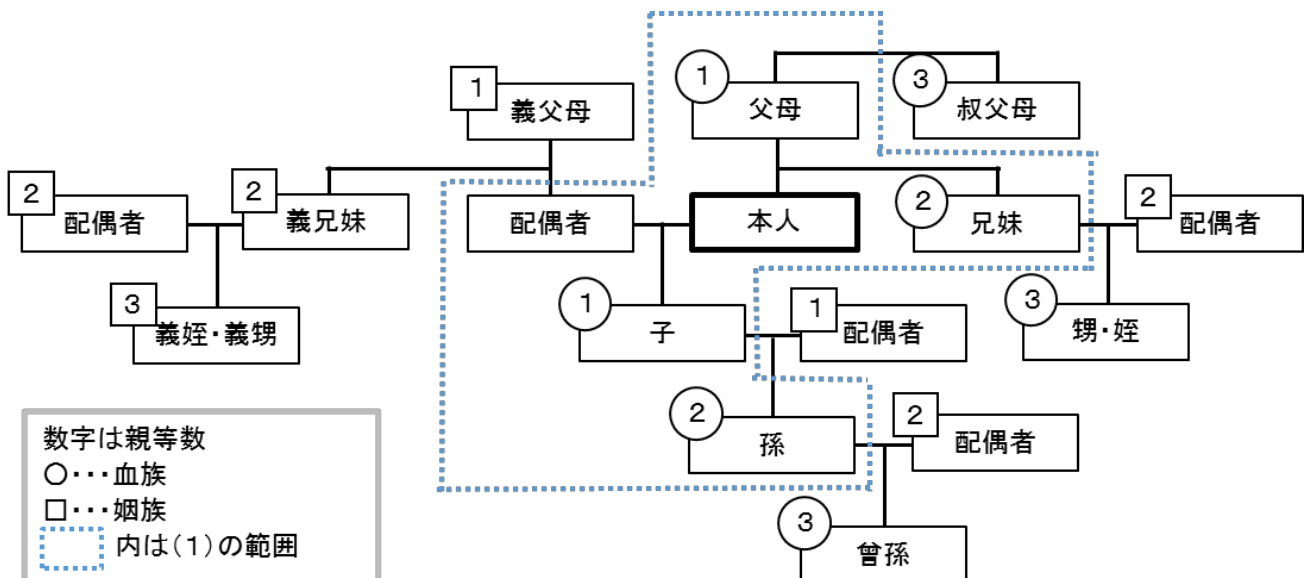 1
義父母
1
父母
3
叔父母
2
配偶者
2
義兄妹
配偶者
本人
2
兄妹
2
配偶者
3
義姪・義甥
1
子
1
配偶者
3
甥・姪
2
孫
2
配偶者
3
曾孫
数字は親等数
○・・・血族
□・・・姻族
内は(1)の範囲